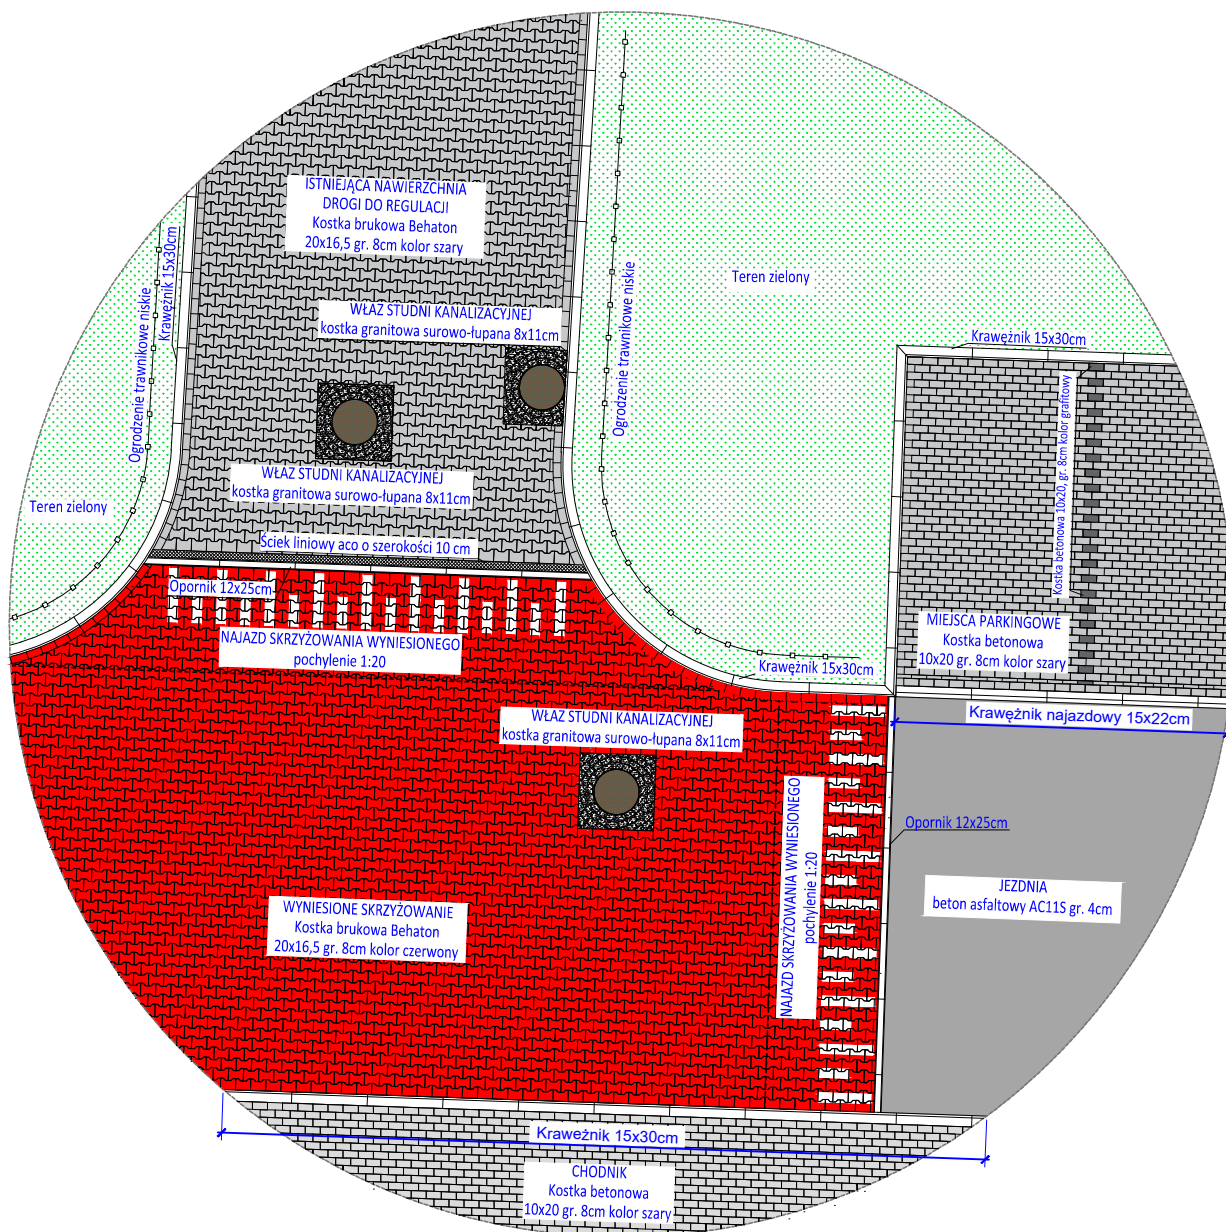 ISTNIEJĄCA NAWIERZCHNIA
DROGI DO REGULACJI
Kostka brukowa Behaton
20x16,5 gr. 8cm kolor szary
Krawężnik 15x30cm
Ogrodzenie trawnikowe niskie
Ogrodzenie trawnikowe niskie
Teren zielony
WŁAZ STUDNI KANALIZACYJNEJ
kostka granitowa surowo-łupana 8x11cm
Krawężnik 15x30cm
Kostka betonowa 10x20, gr. 8cm kolor grafitowy
WŁAZ STUDNI KANALIZACYJNEJ
kostka granitowa surowo-łupana 8x11cm
Teren zielony
Ściek liniowy aco o szerokości 10 cm
Opornik 12x25cm
NAJAZD SKRZYŻOWANIA WYNIESIONEGO
pochylenie 1:20
MIEJSCA PARKINGOWE
Kostka betonowa
10x20 gr. 8cm kolor szary
Krawężnik 15x30cm
WŁAZ STUDNI KANALIZACYJNEJ
kostka granitowa surowo-łupana 8x11cm
Krawężnik najazdowy 15x22cm
NAJAZD SKRZYŻOWANIA WYNIESIONEGO
pochylenie 1:20
Opornik 12x25cm
JEZDNIA
beton asfaltowy AC11S gr. 4cm
WYNIESIONE SKRZYŻOWANIE
Kostka brukowa Behaton
20x16,5 gr. 8cm kolor czerwony
Kraweżnik 15x30cm
CHODNIK
Kostka betonowa
10x20 gr. 8cm kolor szary